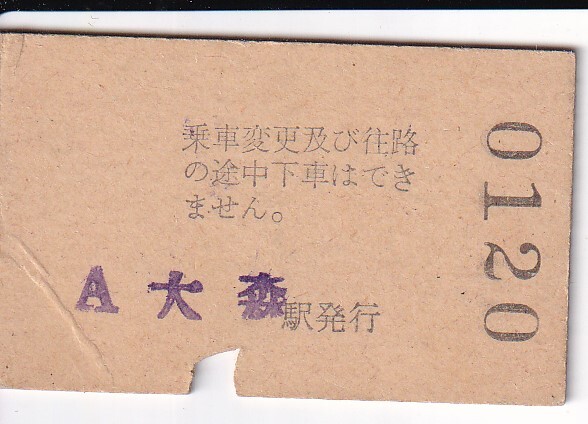 乗車変更及び往路
の途中下車はでき
ません。
A 大森駅発行
0120